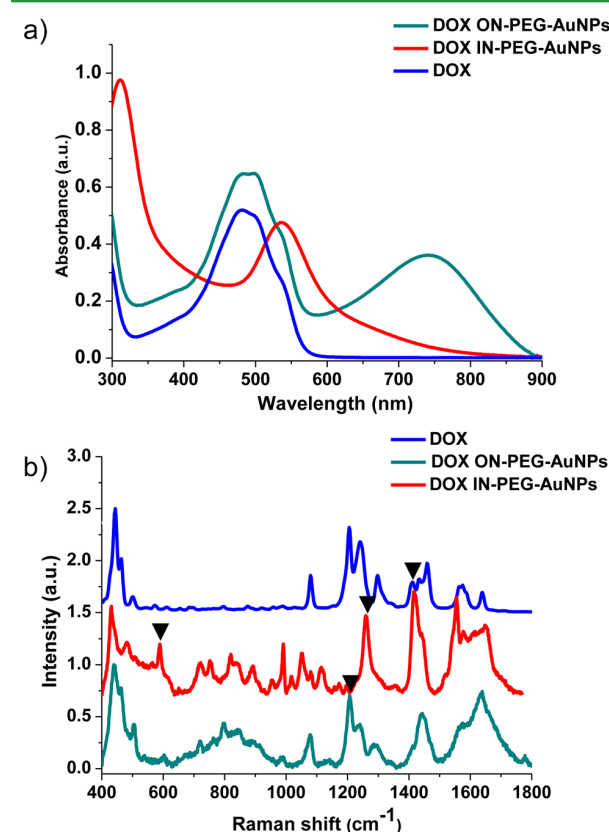 a)
DOX ON-PEG-AuNPs
DOX IN-PEG-AuNPs
DOX
Absorbance (a.u.)
1.0
0.8
0.6
0.4
0.2
0.0
300 400 500 600 700 800 900
Wavelength (nm)
b)
DOX
DOX ON-PEG-AuNPs
DOX IN-PEG-AuNPs
Intensity (a.u.)
3.0
2.5
2.0
1.5
1.0
0.5
0.0
400 600 800 1000 1200 1400 1600 1800
Raman shift (cm⁻¹)